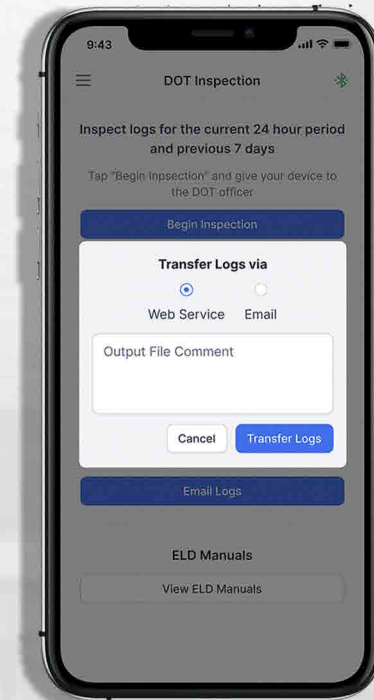 9:43
DOT Inspection
Inspect logs for the current 24 hour period
and previous 7 days
Tap "Begin Inpsection" and give your device to
the DOT officer
Begin Inspection
Transfer Logs via
Web Service Email
Output File Comment
Cancel Transfer Logs
Email Logs
ELD Manuals
View ELD Manuals